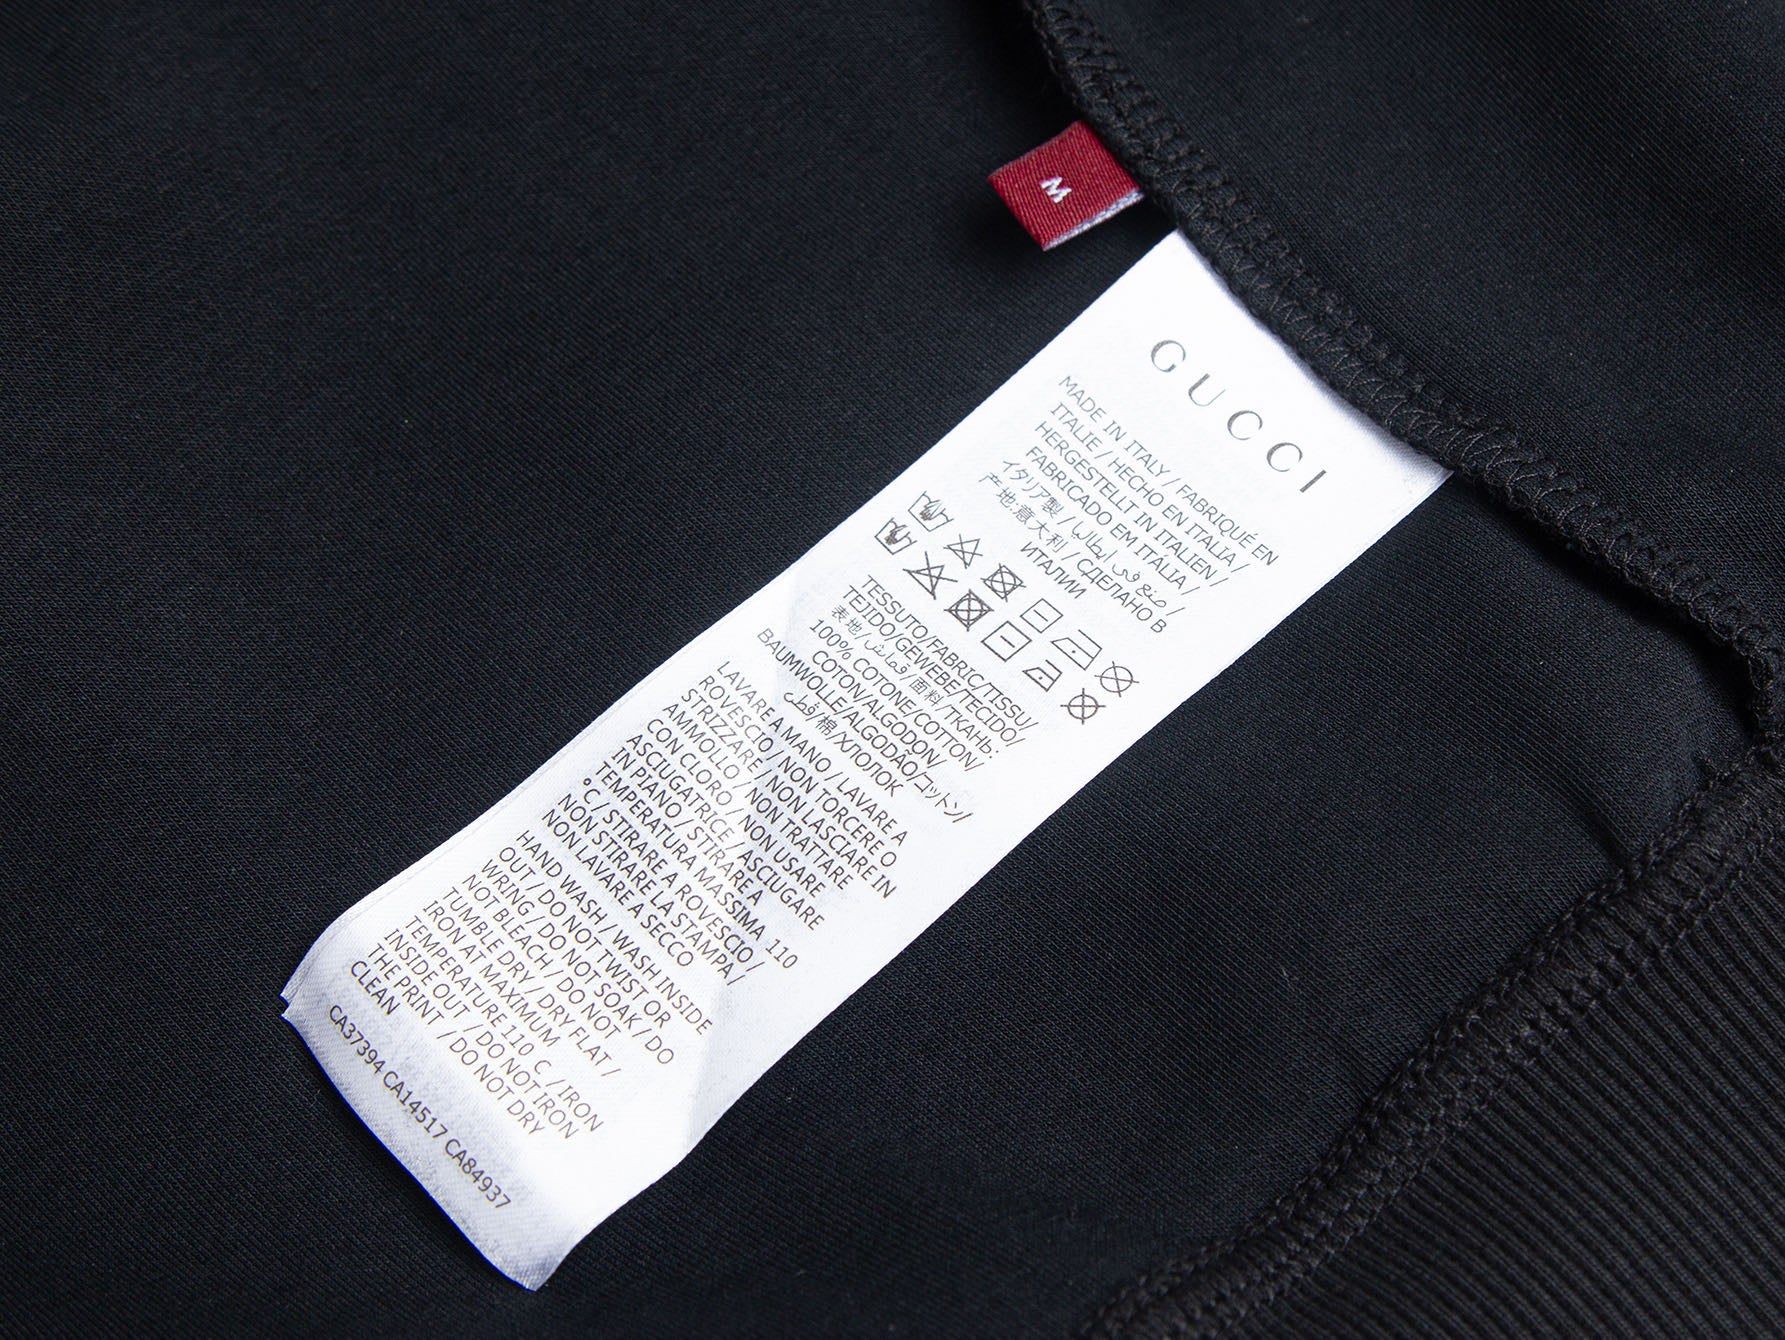 M
GUCCI
MADE IN ITALY / FABRIQUÉ EN
ITALIE / HECHO EN ITALIA /
HERGESTELLT IN ITALIEN /
FABRICADO EM ITÁLIA /
イタリア製 / صنع في إيطاليا /
产地:意大利 / СДЕЛАНО В
ИТАЛИИ
TESSUTO/FABRIC/TISSU/
TEJIDO/GEWEBE/TECIDO/
表地/قماش/面料/ТКАНЬ:
100% COTONE/COTTON/
COTON/ALGODON/
BAUMWOLLE/ALGODÃO/コットン/
قطن/棉/ХЛОПОК
LAVARE A MANO / LAVARE A
ROVESCIO / NON TORCERE O
STRIZZARE / NON LASCIARE IN
AMMOLLO / NON TRATTARE
CON CLORO / NON USARE
ASCIUGATRICE / ASCIUGARE
IN PIANO / STIRARE A
TEMPERATURA MASSIMA 110
°C / STIRARE A ROVESCIO /
NON STIRARE LA STAMPA /
NON LAVARE A SECCO
HAND WASH / WASH INSIDE
OUT / DO NOT TWIST OR
WRING / DO NOT SOAK / DO
NOT BLEACH / DO NOT
TUMBLE DRY / DRY FLAT /
IRON AT MAXIMUM
TEMPERATURE 110 C / IRON
INSIDE OUT / DO NOT IRON
THE PRINT / DO NOT DRY
CLEAN
CA37394 CA14517 CA84937